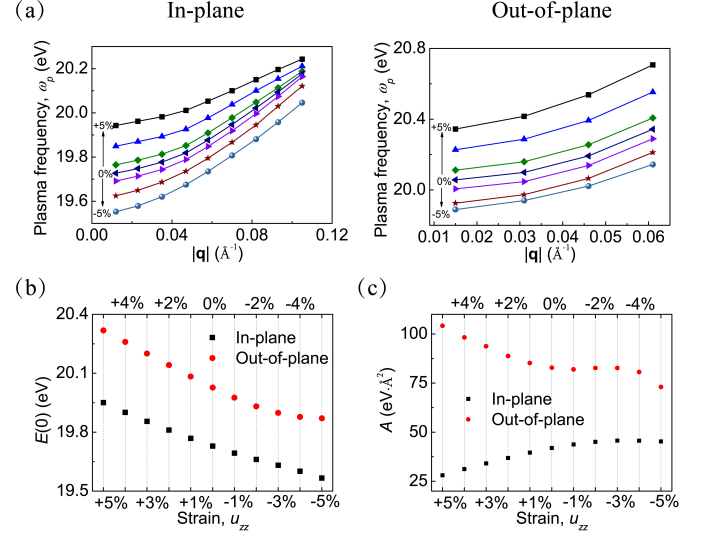 (a) In-plane Out-of-plane
Plasma frequency, ωp (eV)
20.2
20.0
19.8
19.6
+5%
0%
-5%
0.00 0.03 0.06 0.09 0.12
|q| (Å⁻¹)
Plasma frequency, ωp (eV)
20.8
20.4
20.0
+5%
0%
-5%
0.01 0.02 0.03 0.04 0.05 0.06
|q| (Å⁻¹)
(b)
+4% +2% 0% -2% -4%
E(0) (eV)
20.4
20.1
19.8
19.5
In-plane
Out-of-plane
+5% +3% +1% -1% -3% -5%
Strain, uzz
(c)
+4% +2% 0% -2% -4%
A (eV.Å²)
100
75
50
25
In-plane
Out-of-plane
+5% +3% +1% -1% -3% -5%
Strain, uzz